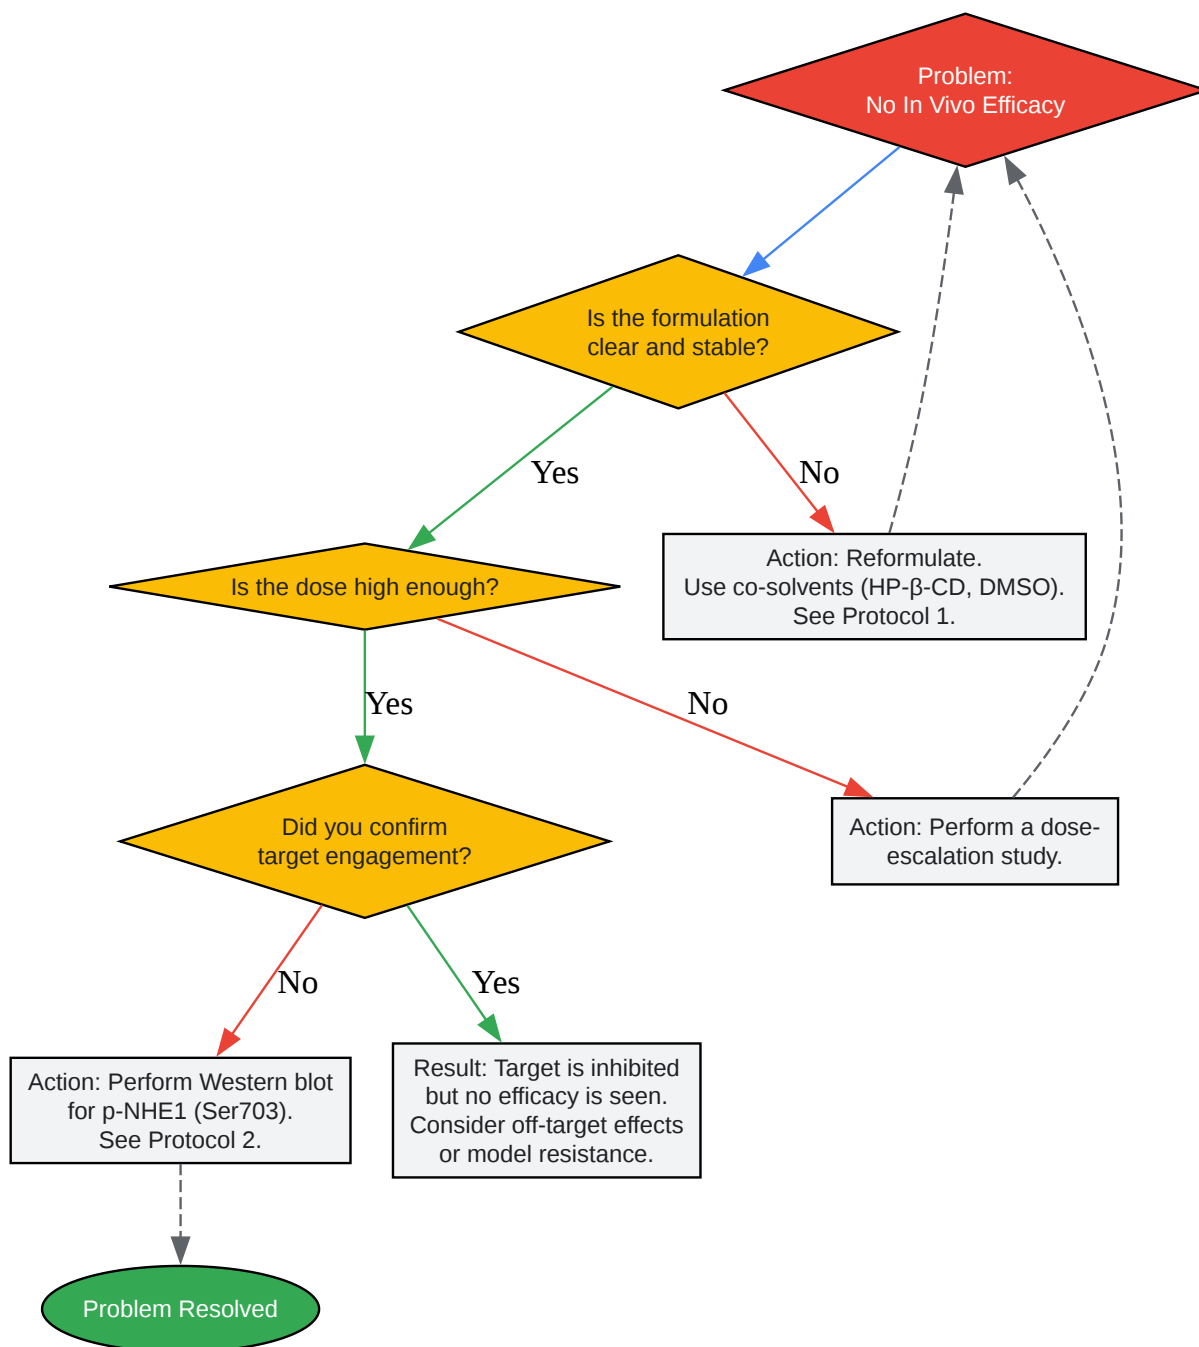 Problem:
No In Vivo Efficacy
Is the formulation
clear and stable?
Yes
No
Action: Reformulate.
Use co-solvents (HP-β-CD, DMSO).
See Protocol 1.
Is the dose high enough?
Yes
No
Action: Perform a dose-
escalation study.
Did you confirm
target engagement?
No
Yes
Action: Perform Western blot
for p-NHE1 (Ser703).
See Protocol 2.
Result: Target is inhibited
but no efficacy is seen.
Consider off-target effects
or model resistance.
Problem Resolved